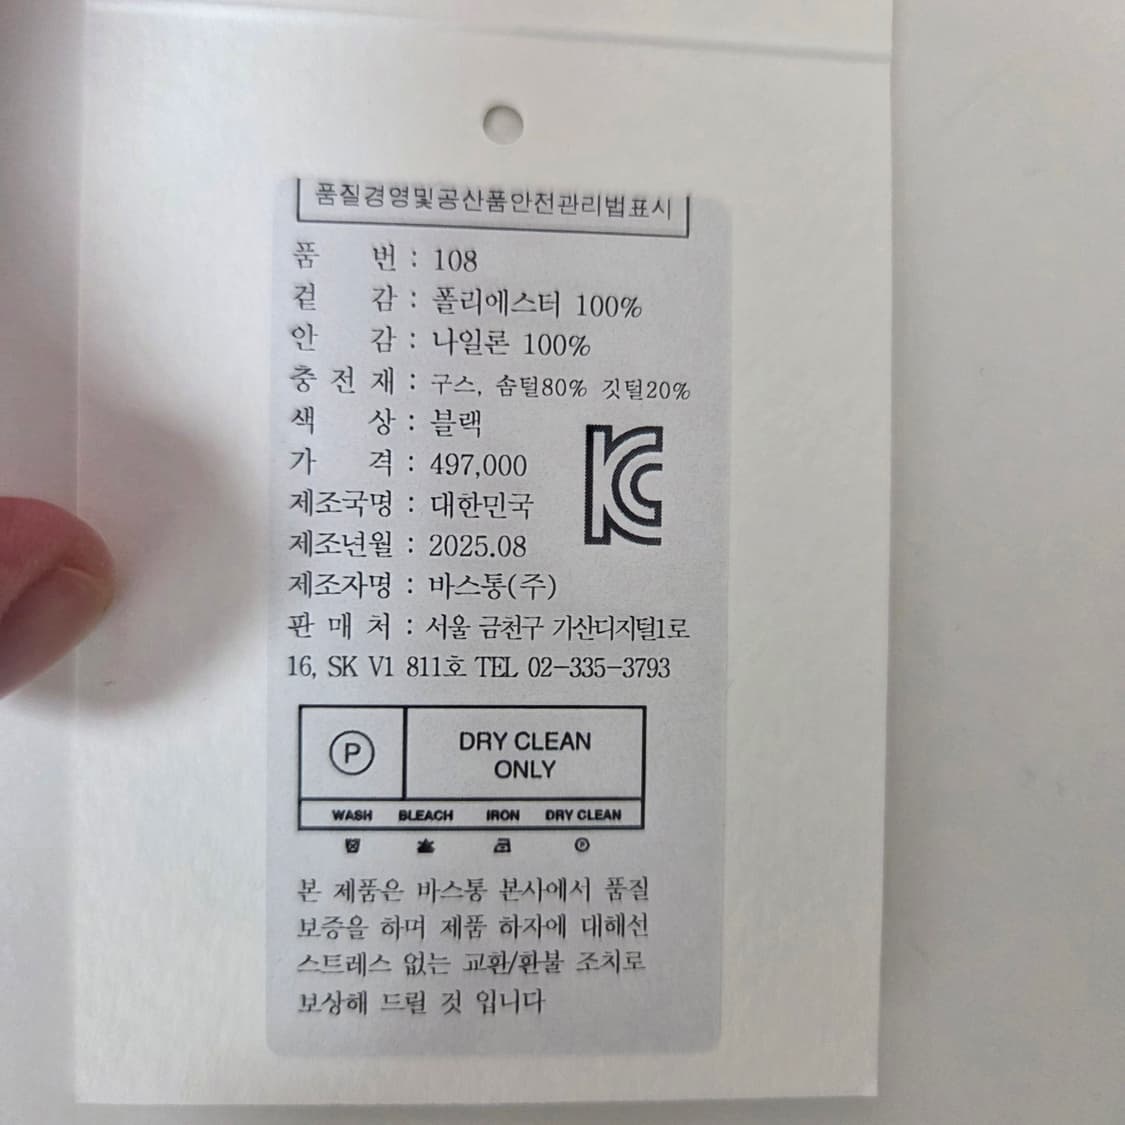 품질경영및공산품안전관리법표시
품 번 : 108
겉 감 : 폴리에스터 100%
안 감 : 나일론 100%
충 전 재 : 구스, 솜털80% 깃털20%
색 상 : 블랙
가 격 : 497,000
제조국명 : 대한민국
제조년월 : 2025.08
제조자명 : 바스통(주)
판 매 처 : 서울 금천구 가산디지털1로
16, SK V1 811호 TEL 02-335-3793
KC
P DRY CLEAN
ONLY
WASH BLEACH IRON DRY CLEAN
P
본 제품은 바스통 본사에서 품질
보증을 하며 제품 하자에 대해선
스트레스 없는 교환/환불 조치로
보상해 드릴 것 입니다